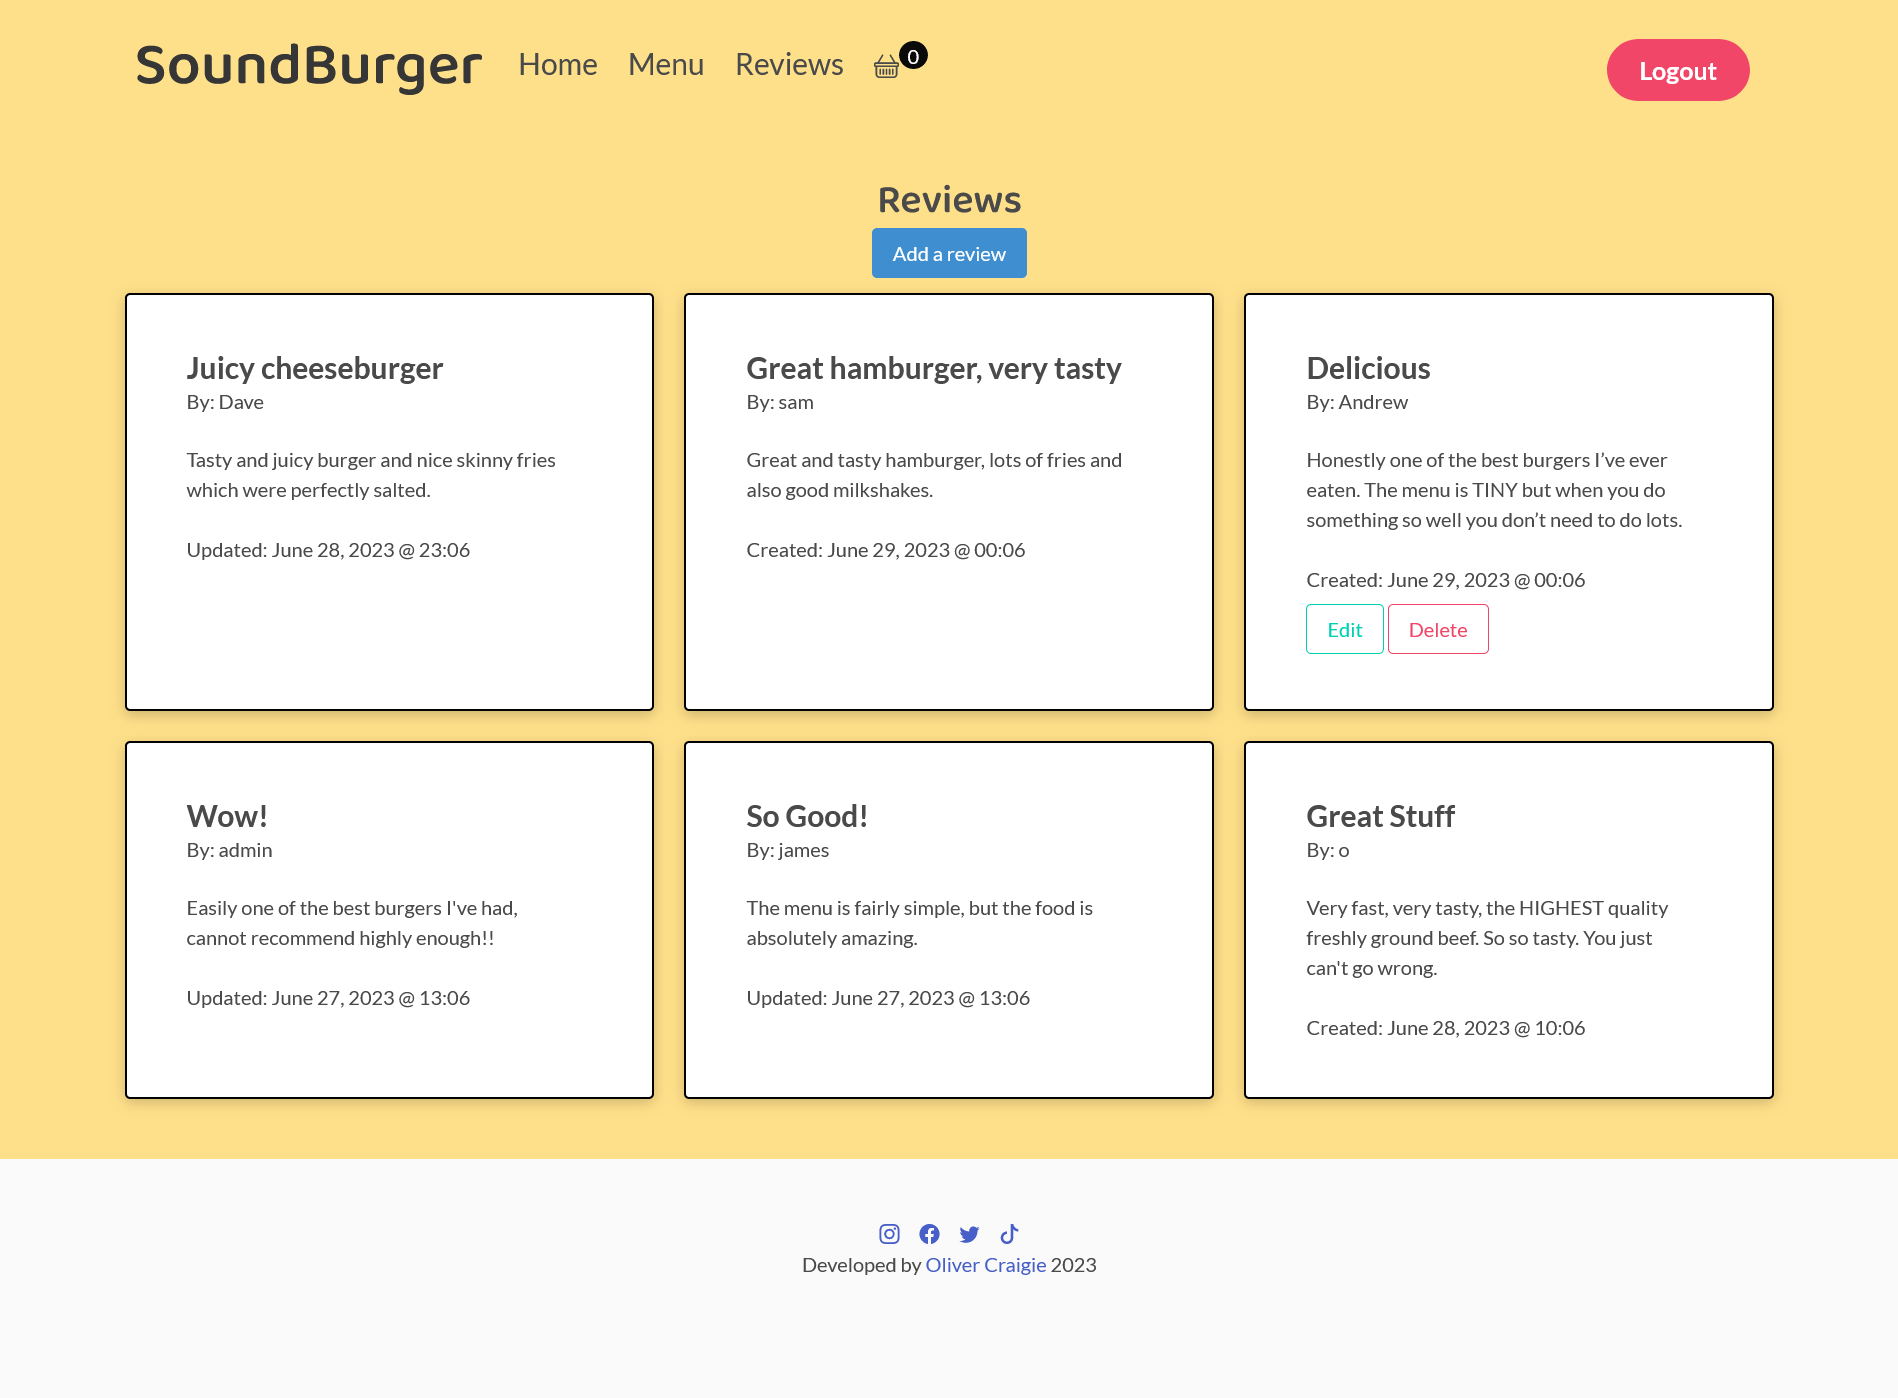 SoundBurger Home Menu Reviews 0 Logout
Reviews
Add a review
Juicy cheeseburger
By: Dave
Tasty and juicy burger and nice skinny fries
which were perfectly salted.
Updated: June 28, 2023 @ 23:06
Great hamburger, very tasty
By: sam
Great and tasty hamburger, lots of fries and
also good milkshakes.
Created: June 29, 2023 @ 00:06
Delicious
By: Andrew
Honestly one of the best burgers I’ve ever
eaten. The menu is TINY but when you do
something so well you don’t need to do lots.
Created: June 29, 2023 @ 00:06
Edit Delete
Wow!
By: admin
Easily one of the best burgers I've had,
cannot recommend highly enough!!
Updated: June 27, 2023 @ 13:06
So Good!
By: james
The menu is fairly simple, but the food is
absolutely amazing.
Updated: June 27, 2023 @ 13:06
Great Stuff
By: o
Very fast, very tasty, the HIGHEST quality
freshly ground beef. So so tasty. You just
can't go wrong.
Created: June 28, 2023 @ 10:06
Developed by Oliver Craigie 2023